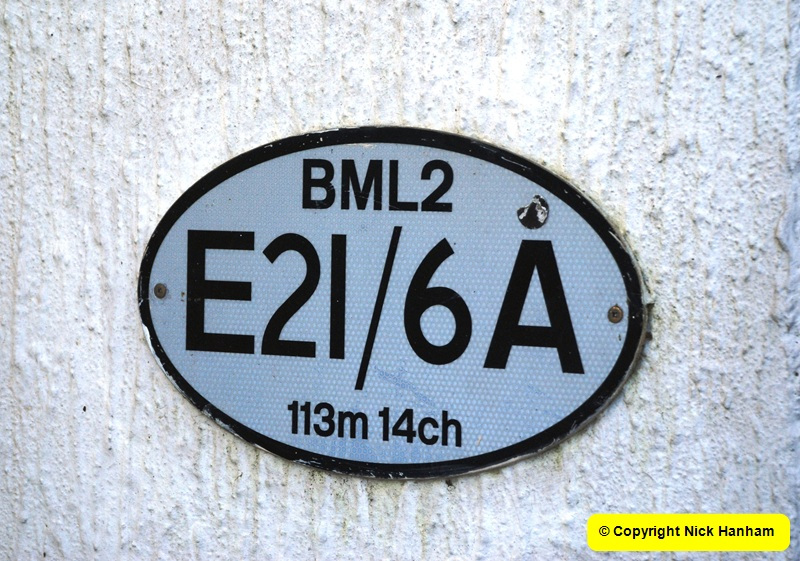 BML2
E21/6A
113m 14ch
© Copyright Nick Hanham